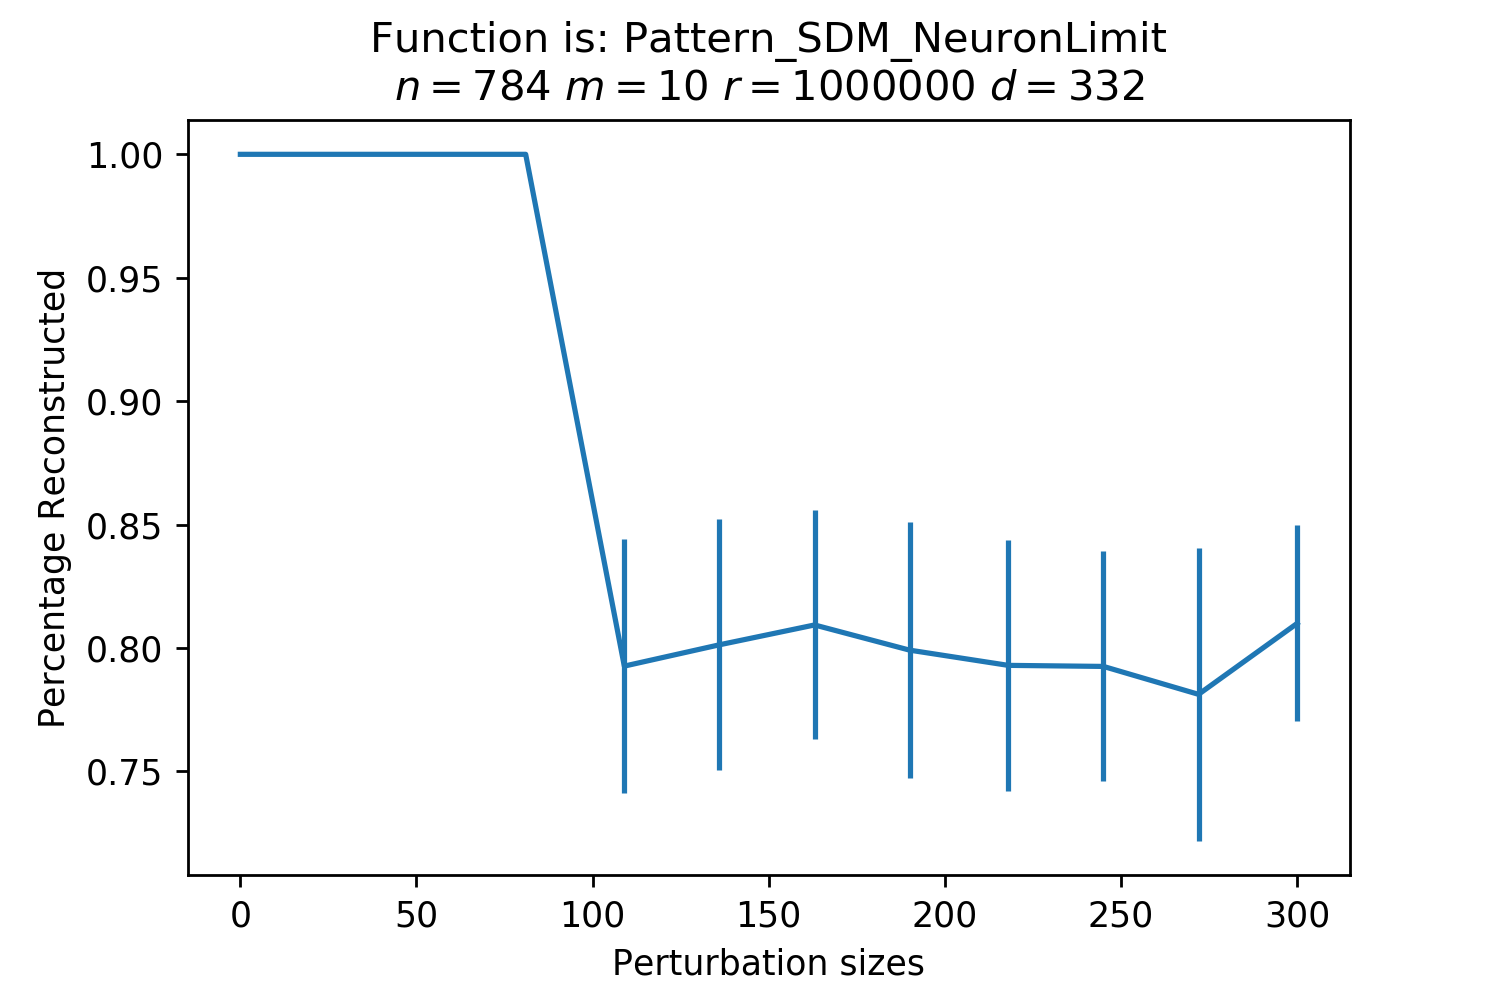 Function is: Pattern_SDM_NeuronLimit
n = 784 m = 10 r = 1000000 d = 332
1.00
0.95
0.90
0.85
0.80
0.75
Percentage Reconstructed
0 50 100 150 200 250 300
Perturbation sizes